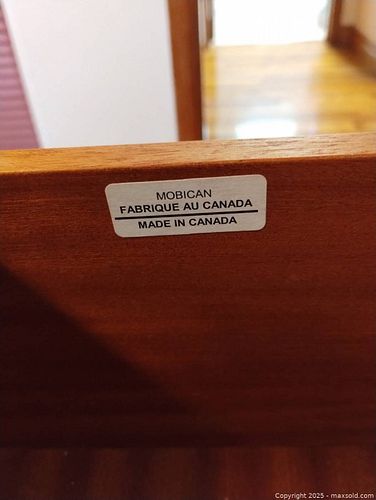 MOBICAN
FABRIQUE AU CANADA
MADE IN CANADA
Copyright 2025 - maxsold.com